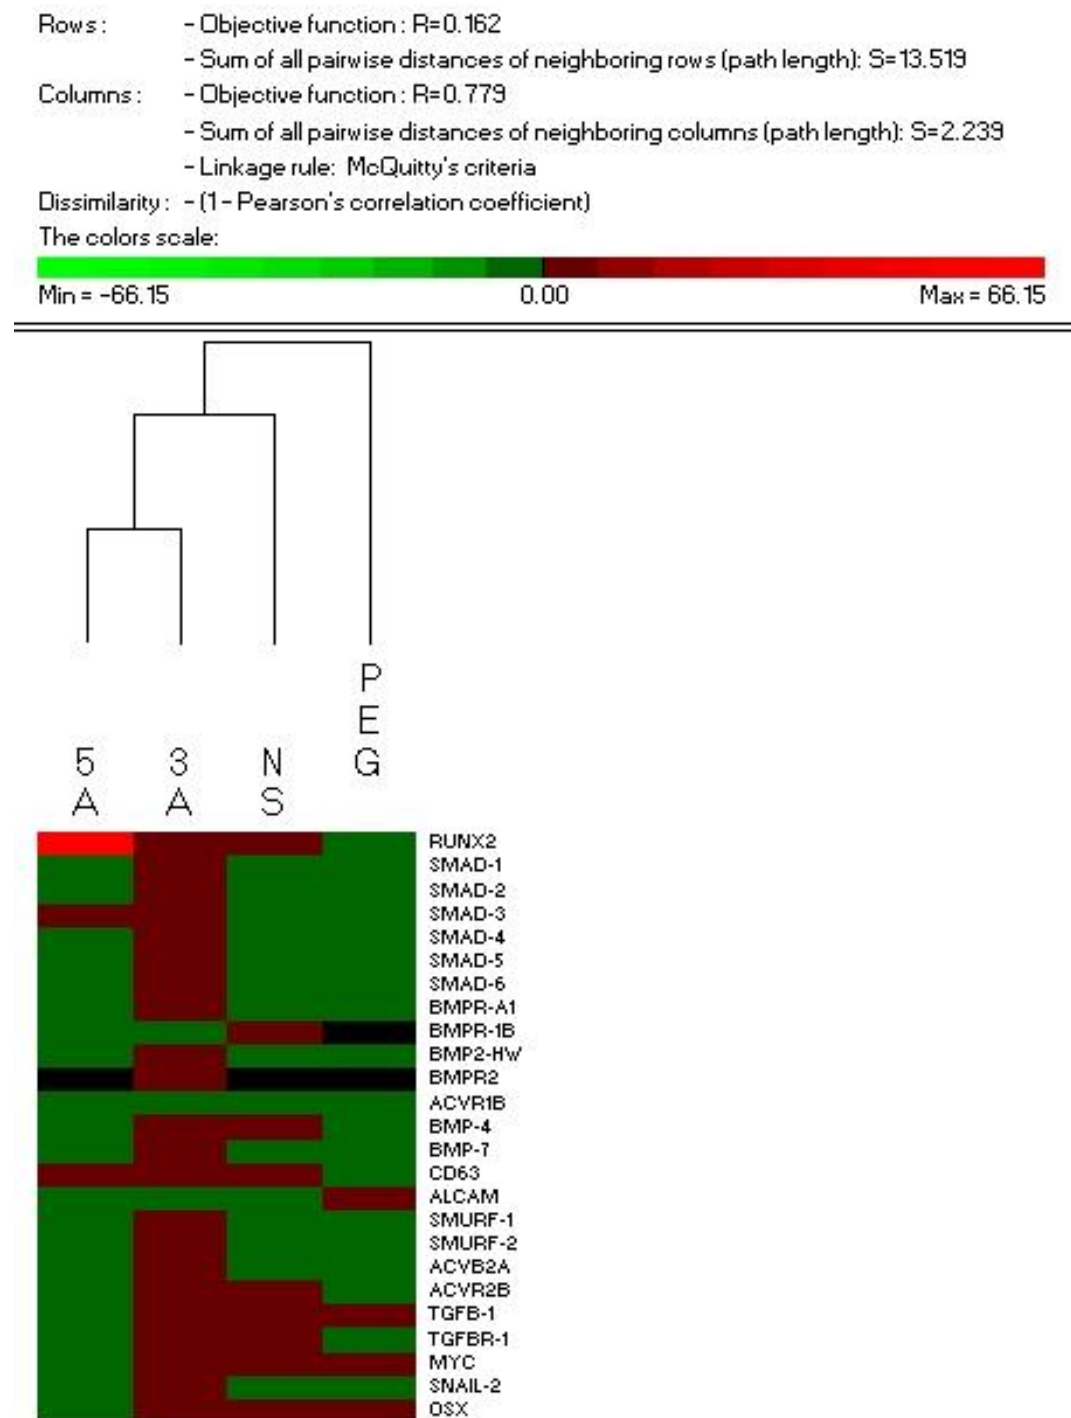 Rows: - Objective function: R=0.162
- Sum of all pairwise distances of neighboring rows (path length): S=13.519
Columns: - Objective function: R=0.779
- Sum of all pairwise distances of neighboring columns (path length): S=2.239
- Linkage rule: McQuitty's criteria
Dissimilarity: - (1 - Pearson's correlation coefficient)
The colors scale:
Min = -66.15 0.00 Max = 66.15
5A 3A NS PEG
RUNX2
SMAD-1
SMAD-2
SMAD-3
SMAD-4
SMAD-5
SMAD-6
BMPR-A1
BMPR-1B
BMP2-HW
BMPR2
ACVR1B
BMP-4
BMP-7
CD63
ALCAM
SMURF-1
SMURF-2
ACVB2A
ACVR2B
TGFB-1
TGFBR-1
MYC
SNAIL-2
OSX